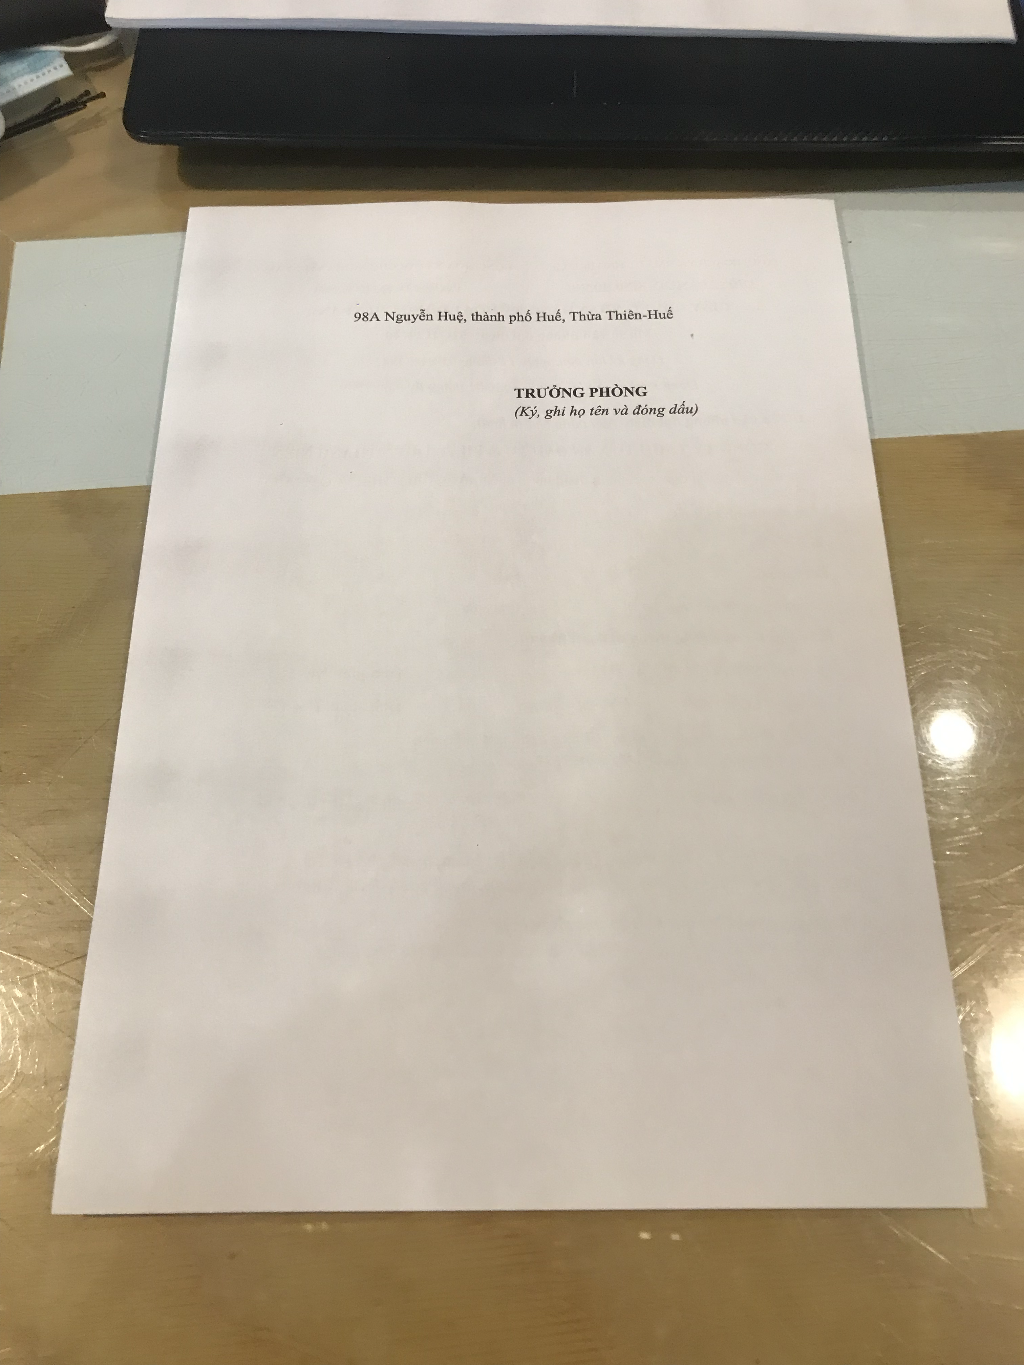 98A Nguyễn Huệ, thành phố Huế, Thừa Thiên-Huế
TRƯỞNG PHÒNG
(Ký, ghi họ tên và đóng dấu)